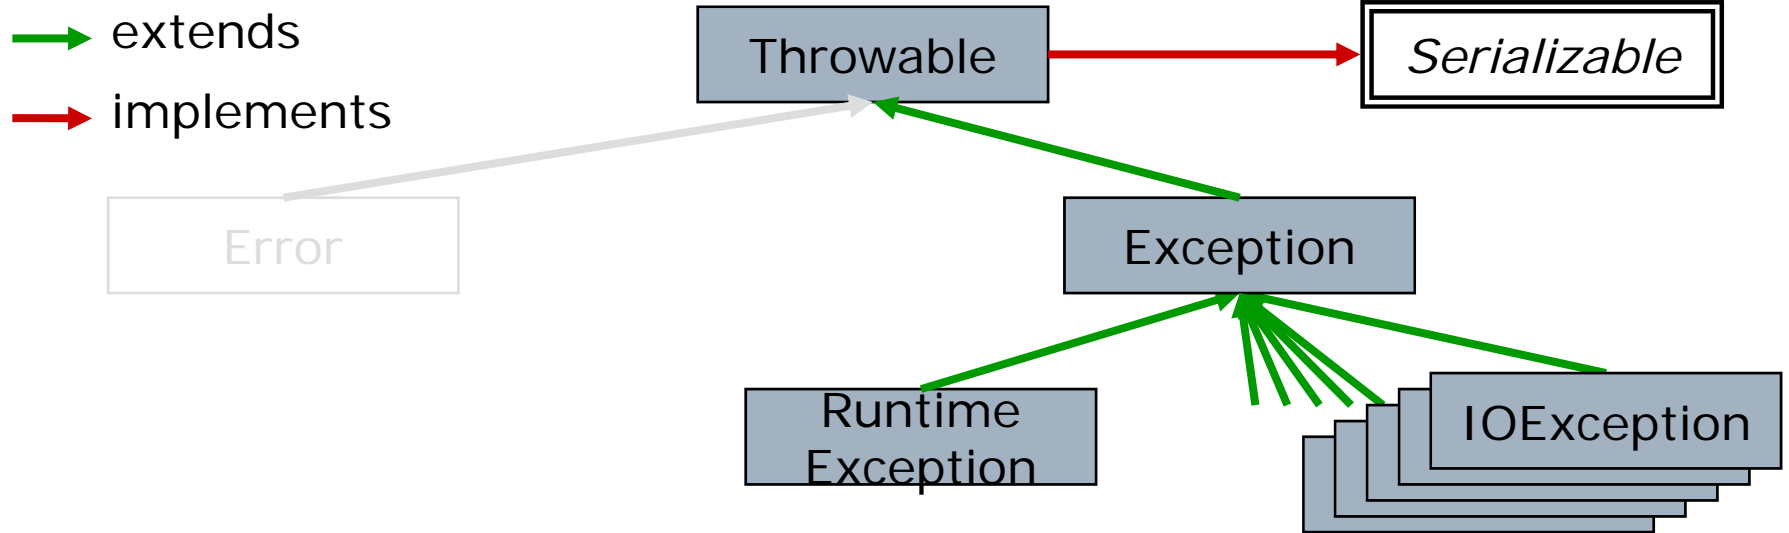 extends
implements
Throwable
Serializable
Error
Exception
Runtime
Exception
IOException